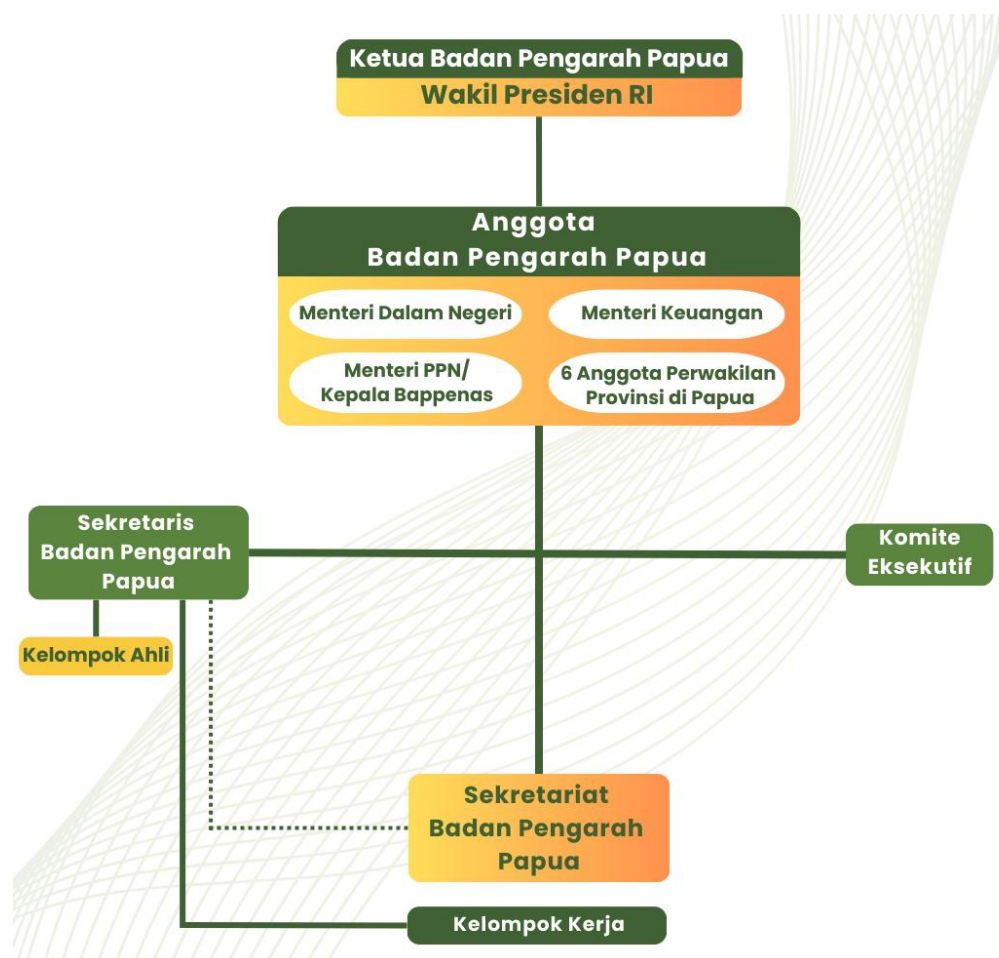 Ketua Badan Pengarah Papua
Wakil Presiden RI
Anggota
Badan Pengarah Papua
Menteri Dalam Negeri
Menteri Keuangan
Menteri PPN/
Kepala Bappenas
6 Anggota Perwakilan
Provinsi di Papua
Sekretaris
Badan Pengarah
Papua
Komite
Eksekutif
Kelompok Ahli
Sekretariat
Badan Pengarah
Papua
Kelompok Kerja